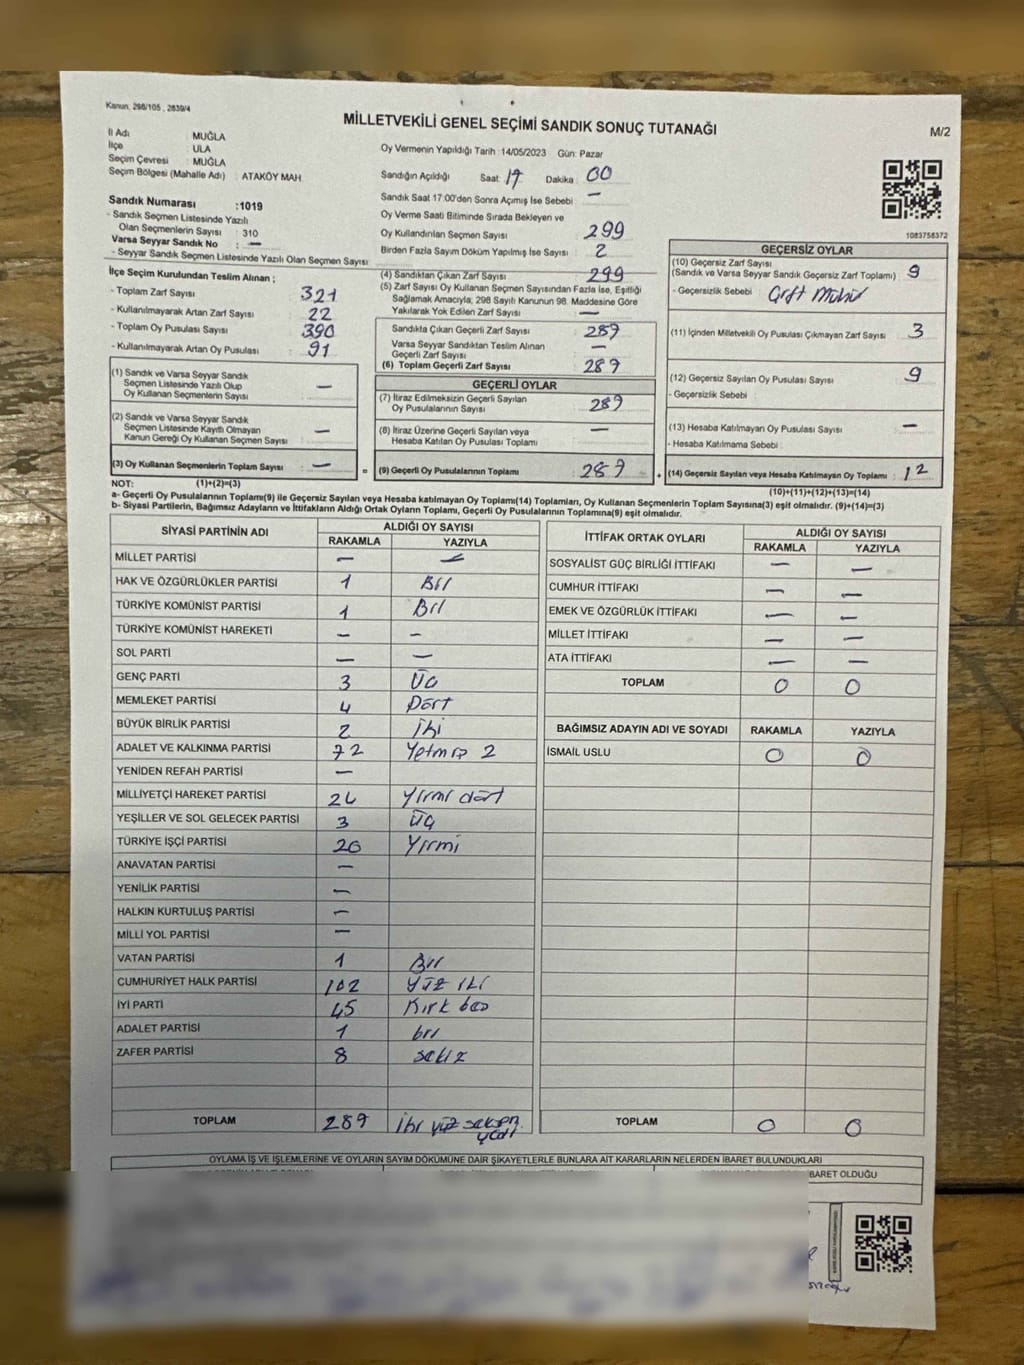 Kanun, 298/105 , 2839/4
MİLLETVEKİLİ GENEL SEÇİMİ SANDIK SONUÇ TUTANAĞI
M/2
İl Adı : MUĞLA
İlçe : ULA
Seçim Çevresi : MUĞLA
Seçim Bölgesi (Mahalle Adı) : ATAKÖY MAH.
Sandık Numarası :1019
- Sandık Seçmen Listesinde Yazılı
Olan Seçmenlerin Sayısı : 310
Varsa Seyyar Sandık No : —
- Seyyar Sandık Seçmen Listesinde Yazılı Olan Seçmen Sayısı
İlçe Seçim Kurulundan Teslim Alınan ;
- Toplam Zarf Sayısı : 321
- Kullanılmayarak Artan Zarf Sayısı : 22
- Toplam Oy Pusulası Sayısı : 390
- Kullanılmayarak Artan Oy Pusulası : 91
(1) Sandık ve Varsa Seyyar Sandık
Seçmen Listesinde Yazılı Olup
Oy Kullanan Seçmenlerin Sayısı : —
(2) Sandık ve Varsa Seyyar Sandık
Seçmen Listesinde Kayıtlı Olmayan
Kanun Gereği Oy Kullanan Seçmen Sayısı : —
(3) Oy Kullanan Seçmenlerin Toplam Sayısı : —
Oy Vermenin Yapıldığı Tarih :14/05/2023 Gün: Pazar
Sandığın Açıldığı Saat: 17 Dakika : 00
Sandık Saat 17:00'den Sonra Açımış İse Sebebi : —
Oy Verme Saati Bitiminde Sırada Bekleyen ve
Oy Kullandırılan Seçmen Sayısı : 299
Birden Fazla Sayım Döküm Yapılmış İse Sayısı : 2
(4) Sandıktan Çıkan Zarf Sayısı : 299
(5) Zarf Sayısı Oy Kullanan Seçmen Sayısından Fazla İse, Eşitliği
Sağlamak Amacıyla; 298 Sayılı Kanunun 98. Maddesine Göre
Yakılarak Yok Edilen Zarf Sayısı : —
Sandıkta Çıkan Geçerli Zarf Sayısı : 287
Varsa Seyyar Sandıktan Teslim Alınan
Geçerli Zarf Sayısı : —
(6) Toplam Geçerli Zarf Sayısı : 287
GEÇERLİ OYLAR
(7) İtiraz Edilmeksizin Geçerli Sayılan
Oy Pusulalarının Sayısı : 287
(8) İtiraz Üzerine Geçerli Sayılan veya
Hesaba Katılan Oy Pusulası Toplamı : —
= (9) Geçerli Oy Pusulalarının Toplamı : 287
1083758372
GEÇERSİZ OYLAR
(10) Geçersiz Zarf Sayısı
(Sandık ve Varsa Seyyar Sandık Geçersiz Zarf Toplamı) : 9
- Geçersizlik Sebebi : Çift Mühür
(11) İçinden Milletvekili Oy Pusulası Çıkmayan Zarf Sayısı : 3
(12) Geçersiz Sayılan Oy Pusulası Sayısı : 9
- Geçersizlik Sebebi :
(13) Hesaba Katılmayan Oy Pusulası Sayısı : —
- Hesaba Katılmama Sebebi :
+ (14) Geçersiz Sayılan veya Hesaba Katılmayan Oy Toplamı : 12
NOT: (1)+(2)=(3)
(10)+(11)+(12)+(13)=(14)
a- Geçerli Oy Pusulalarının Toplamı(9) ile Geçersiz Sayılan veya Hesaba katılmayan Oy Toplamı(14) Toplamları, Oy Kullanan Seçmenlerin Toplam Sayısına(3) eşit olmalıdır. (9)+(14)=(3)
b- Siyasi Partilerin, Bağımsız Adayların ve İttifakların Aldığı Ortak Oyların Toplamı, Geçerli Oy Pusulalarının Toplamına(9) eşit olmalıdır.
SİYASİ PARTİNİN ADI ALDIĞI OY SAYISI
RAKAMLA YAZIYLA
MİLLET PARTİSİ — —
HAK VE ÖZGÜRLÜKLER PARTİSİ 1 Bir
TÜRKİYE KOMÜNİST PARTİSİ 1 Bir
TÜRKİYE KOMÜNİST HAREKETİ — —
SOL PARTİ — —
GENÇ PARTİ 3 Üç
MEMLEKET PARTİSİ 4 Dört
BÜYÜK BİRLİK PARTİSİ 2 İki
ADALET VE KALKINMA PARTİSİ 72 Yetmiş 2
YENİDEN REFAH PARTİSİ —
MİLLİYETÇİ HAREKET PARTİSİ 24 Yirmi dört
YEŞİLLER VE SOL GELECEK PARTİSİ 3 Üç
TÜRKİYE İŞÇİ PARTİSİ 20 Yirmi
ANAVATAN PARTİSİ —
YENİLİK PARTİSİ —
HALKIN KURTULUŞ PARTİSİ —
MİLLİ YOL PARTİSİ —
VATAN PARTİSİ 1 Bir
CUMHURİYET HALK PARTİSİ 102 Yüz iki
İYİ PARTİ 45 Kırk beş
ADALET PARTİSİ 1 bir
ZAFER PARTİSİ 8 sekiz
TOPLAM 287 İki yüz seksen
yedi
İTTİFAK ORTAK OYLARI ALDIĞI OY SAYISI
RAKAMLA YAZIYLA
SOSYALİST GÜÇ BİRLİĞİ İTTİFAKI — —
CUMHUR İTTİFAKI — —
EMEK VE ÖZGÜRLÜK İTTİFAKI — —
MİLLET İTTİFAKI — —
ATA İTTİFAKI — —
TOPLAM 0 0
BAĞIMSIZ ADAYIN ADI VE SOYADI RAKAMLA YAZIYLA
İSMAİL USLU 0 0
TOPLAM 0 0
OYLAMA İŞ VE İŞLEMLERİNE VE OYLARIN SAYIM DÖKÜMÜNE DAİR ŞİKAYETLERLE BUNLARA AİT KARARLARIN NELERDEN İBARET BULUNDUKLARI
BARET OLDUĞU